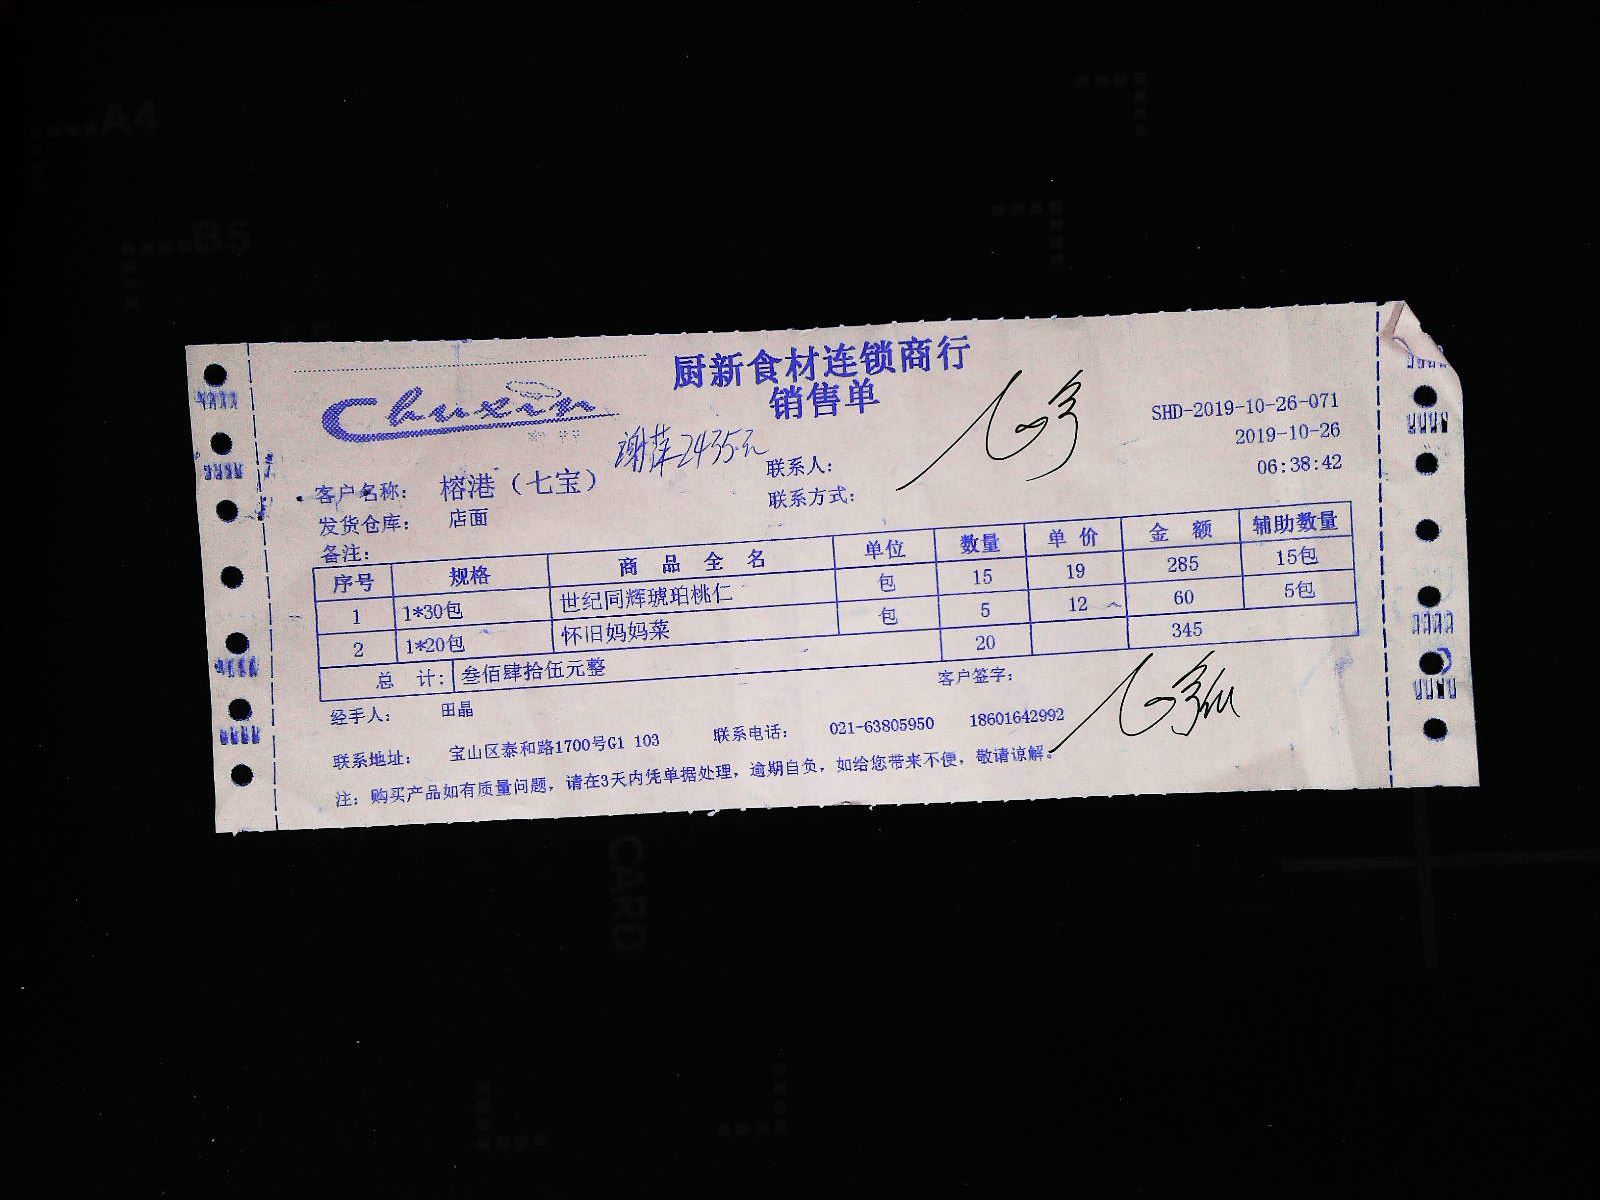 厨新食材连锁商行
销售单
Chuxin
SHD-2019-10-26-071
2019-10-26
06:38:42
谢萍2435元
客户名称： 榕港（七宝） 联系人：
发货仓库： 店面 联系方式：
备注：
序号 规格 商品全名 单位 数量 单价 金额 辅助数量
1 1*30包 世纪同辉琥珀桃仁 包 15 19 285 15包
2 1*20包 怀旧妈妈菜 包 5 12 60 5包
总计： 叁佰肆拾伍元整 20 345
经手人： 田晶 客户签字：
联系地址： 宝山区泰和路1700号G1 103 联系电话： 021-63805950 18601642992
注：购买产品如有质量问题，请在3天内凭单据处理，逾期自负，如给您带来不便，敬请谅解。
A4
B5
CARD